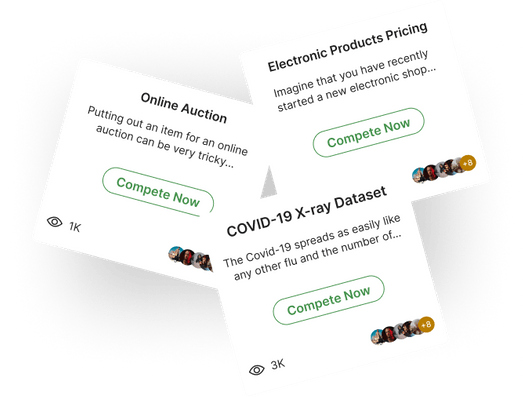 Electronic Products Pricing
Imagine that you have recently
started a new electronic shop...
Compete Now
+8
Online Auction
Putting out an item for an online
auction can be very tricky...
Compete Now
1K
COVID-19 X-ray Dataset
The Covid-19 spreads as easily like
any other flu and the number of...
Compete Now
+8
3K